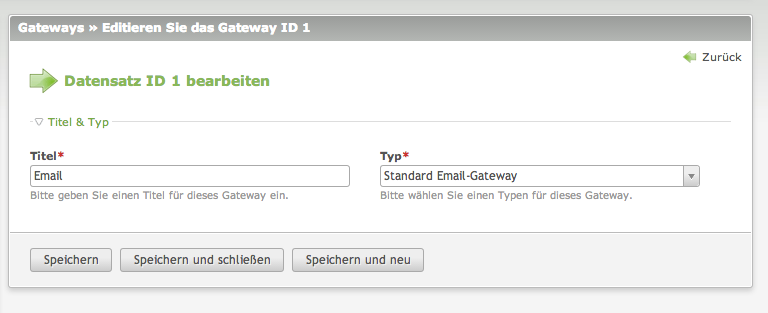 Gateways » Editieren Sie das Gateway ID 1
Zurück
Datensatz ID 1 bearbeiten
Titel & Typ
Titel* Typ*
Email Standard Email-Gateway
Bitte geben Sie einen Titel für dieses Gateway ein. Bitte wählen Sie einen Typen für dieses Gateway.
Speichern Speichern und schließen Speichern und neu